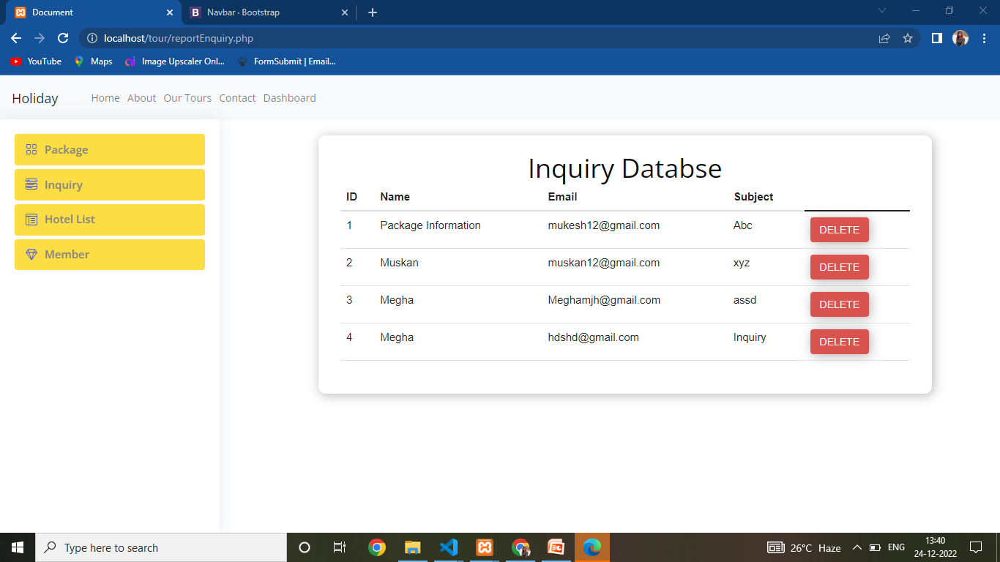 Document
Navbar · Bootstrap
localhost/tour/reportEnquiry.php
YouTube Maps Image Upscaler Onl... FormSubmit | Email...
Holiday Home About Our Tours Contact Dashboard
Package
Inquiry
Hotel List
Member
Inquiry Databse
ID Name Email Subject
1 Package Information mukesh12@gmail.com Abc DELETE
2 Muskan muskan12@gmail.com xyz DELETE
3 Megha Meghamjh@gmail.com assd DELETE
4 Megha hdshd@gmail.com Inquiry DELETE
Type here to search
26°C Haze
ENG
13:40
24-12-2022